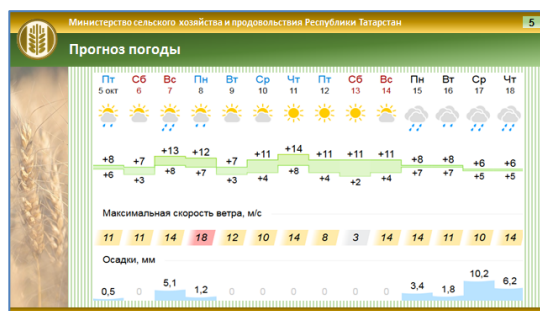 Министерство сельского хозяйства и продовольствия Республики Татарстан 5
Прогноз погоды
Пт Сб Вс Пн Вт Ср Чт Пт Сб Вс Пн Вт Ср Чт
5 окт 6 7 8 9 10 11 12 13 14 15 16 17 18
+8 +7 +13 +12 +7 +11 +14 +11 +11 +11 +8 +8 +6 +6
+6 +3 +8 +7 +3 +4 +8 +4 +2 +4 +7 +7 +5 +5
Максимальная скорость ветра, м/с
11 11 14 18 12 10 14 8 3 14 14 11 10 14
Осадки, мм
0,5 0 5,1 1,2 0 0 0 0 0 0 3,4 1,8 10,2 6,2